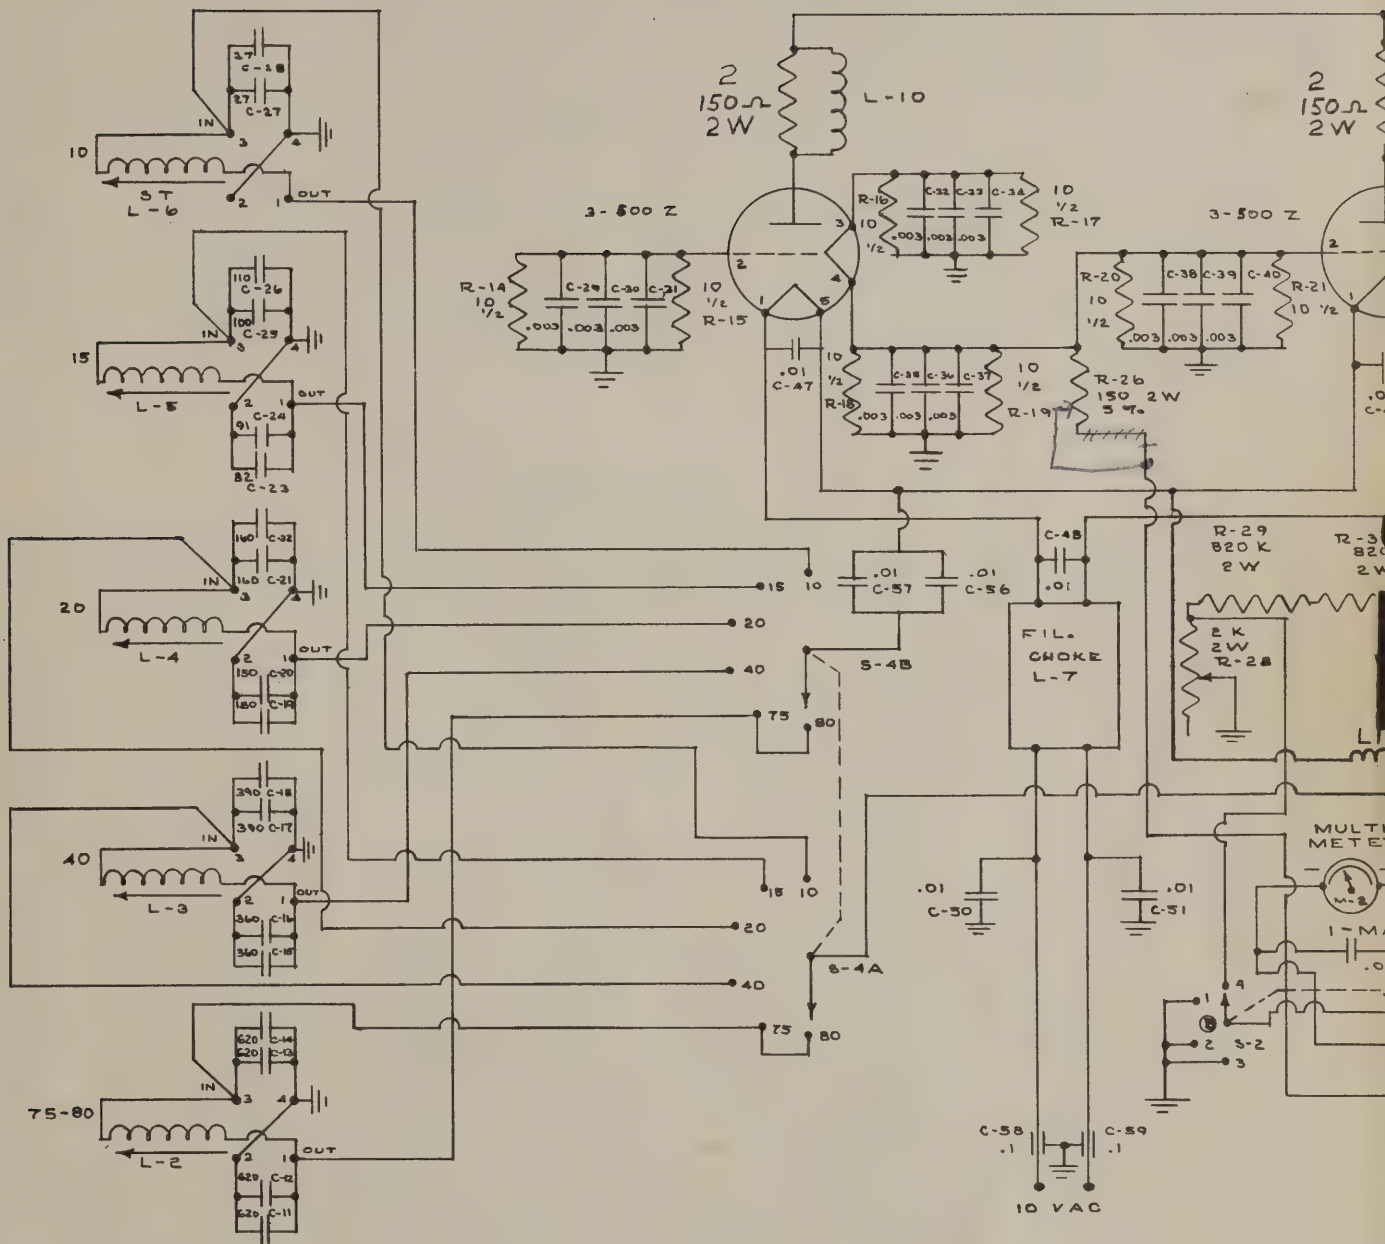 37
C-28
27
C-27
IN
3
4
10
ST
L-6
2
1
OUT
110
C-26
100
C-25
IN
3
4
15
L-5
2
1
OUT
91
C-24
82
C-23
160
C-22
160
C-21
IN
3
4
20
L-4
2
1
OUT
150
C-20
180
C-19
390
C-18
390
C-17
IN
3
4
40
L-3
2
1
OUT
360
C-16
360
C-15
620
C-14
620
C-13
IN
3
4
75-80
L-2
2
1
OUT
620
C-12
620
C-11
2
150Ω
2W
L-10
2
150Ω
2W
3-500 Z
R-14
10
1/2
C-29
C-30
C-31
.003
.003
.003
10
1/2
R-15
2
3
4
1
5
R-16
10
1/2
C-32
C-33
C-34
.003
.003
.003
10
1/2
R-17
.01
C-47
10
1/2
R-18
C-35
C-36
C-37
.003
.003
.003
10
1/2
R-19
R-26
150 2W
5%
3-500 Z
R-20
10
1/2
C-38
C-39
C-40
.003
.003
.003
R-21
10 1/2
2
1
15
10
20
40
75
80
.01
C-57
.01
C-56
S-4B
C-48
.01
FIL.
CHOKE
L-7
R-29
820 K
2 W
2 K
2W
R-28
15
10
20
40
75
80
S-4A
.01
C-50
.01
C-51
C-58
.1
C-59
.1
10 VAC
M-2
1
4
2
S-2
3